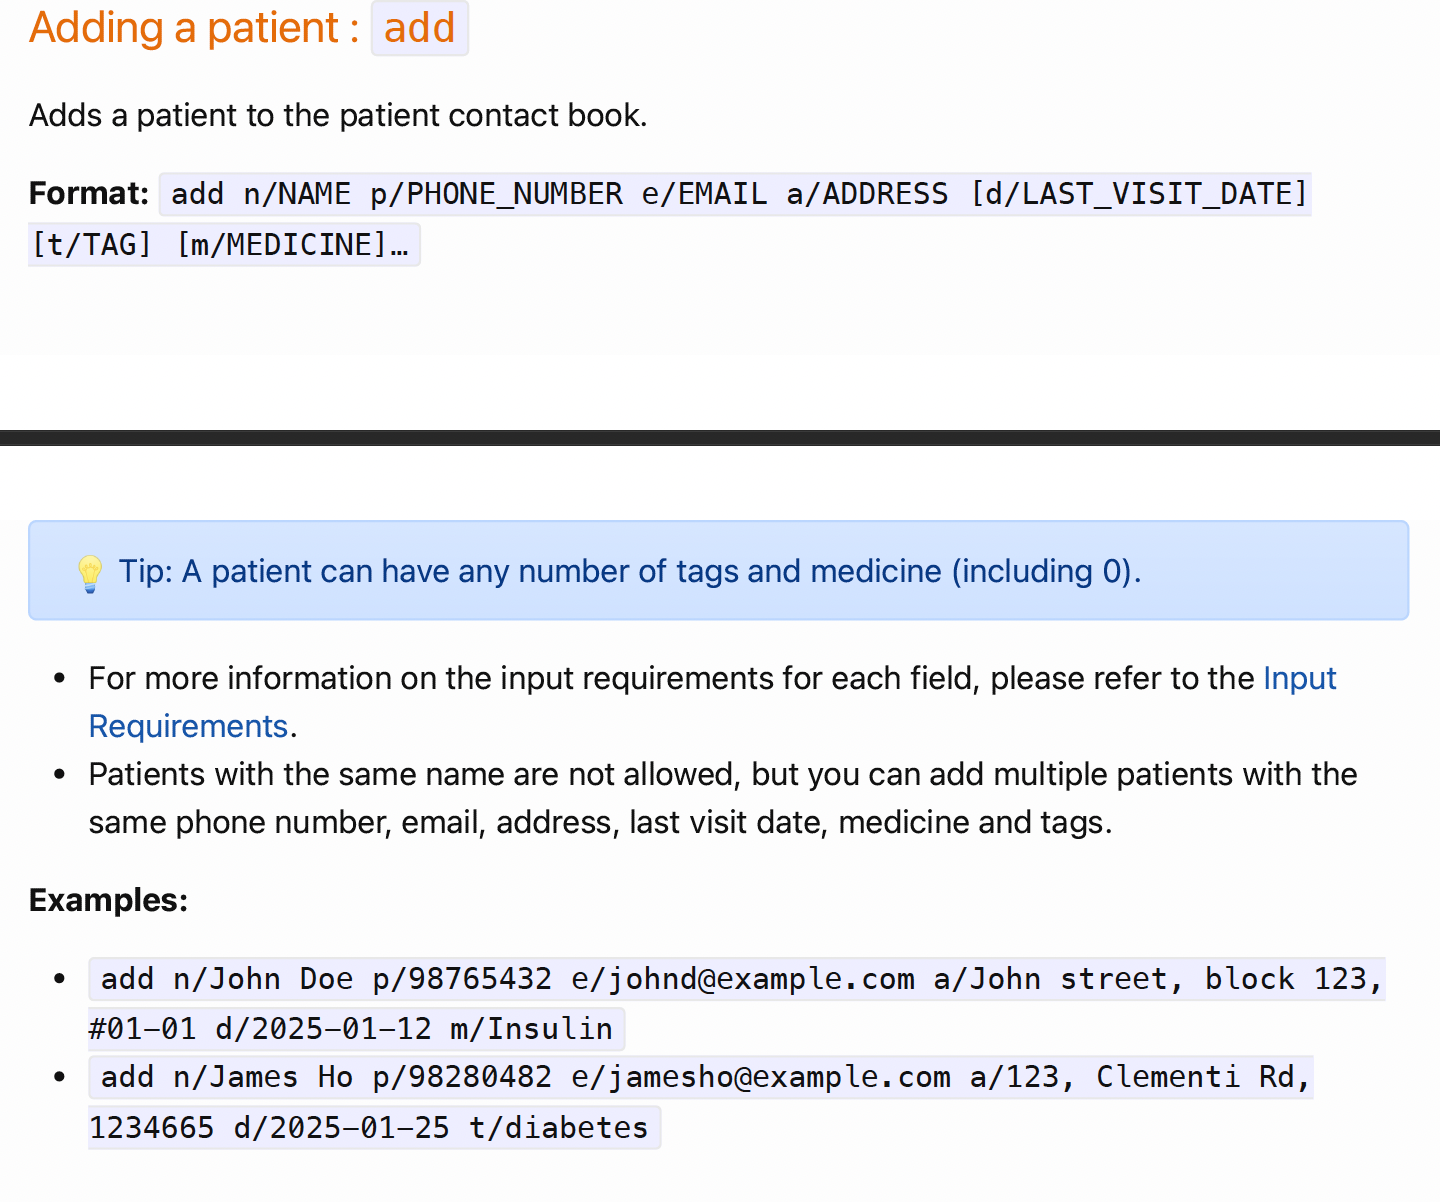 Adding a patient : add
Adds a patient to the patient contact book.
Format: add n/NAME p/PHONE_NUMBER e/EMAIL a/ADDRESS [d/LAST_VISIT_DATE]
[t/TAG] [m/MEDICINE]…
💡 Tip: A patient can have any number of tags and medicine (including 0).
• For more information on the input requirements for each field, please refer to the Input
Requirements.
• Patients with the same name are not allowed, but you can add multiple patients with the
same phone number, email, address, last visit date, medicine and tags.
Examples:
• add n/John Doe p/98765432 e/johnd@example.com a/John street, block 123,
#01-01 d/2025-01-12 m/Insulin
• add n/James Ho p/98280482 e/jamesho@example.com a/123, Clementi Rd,
1234665 d/2025-01-25 t/diabetes